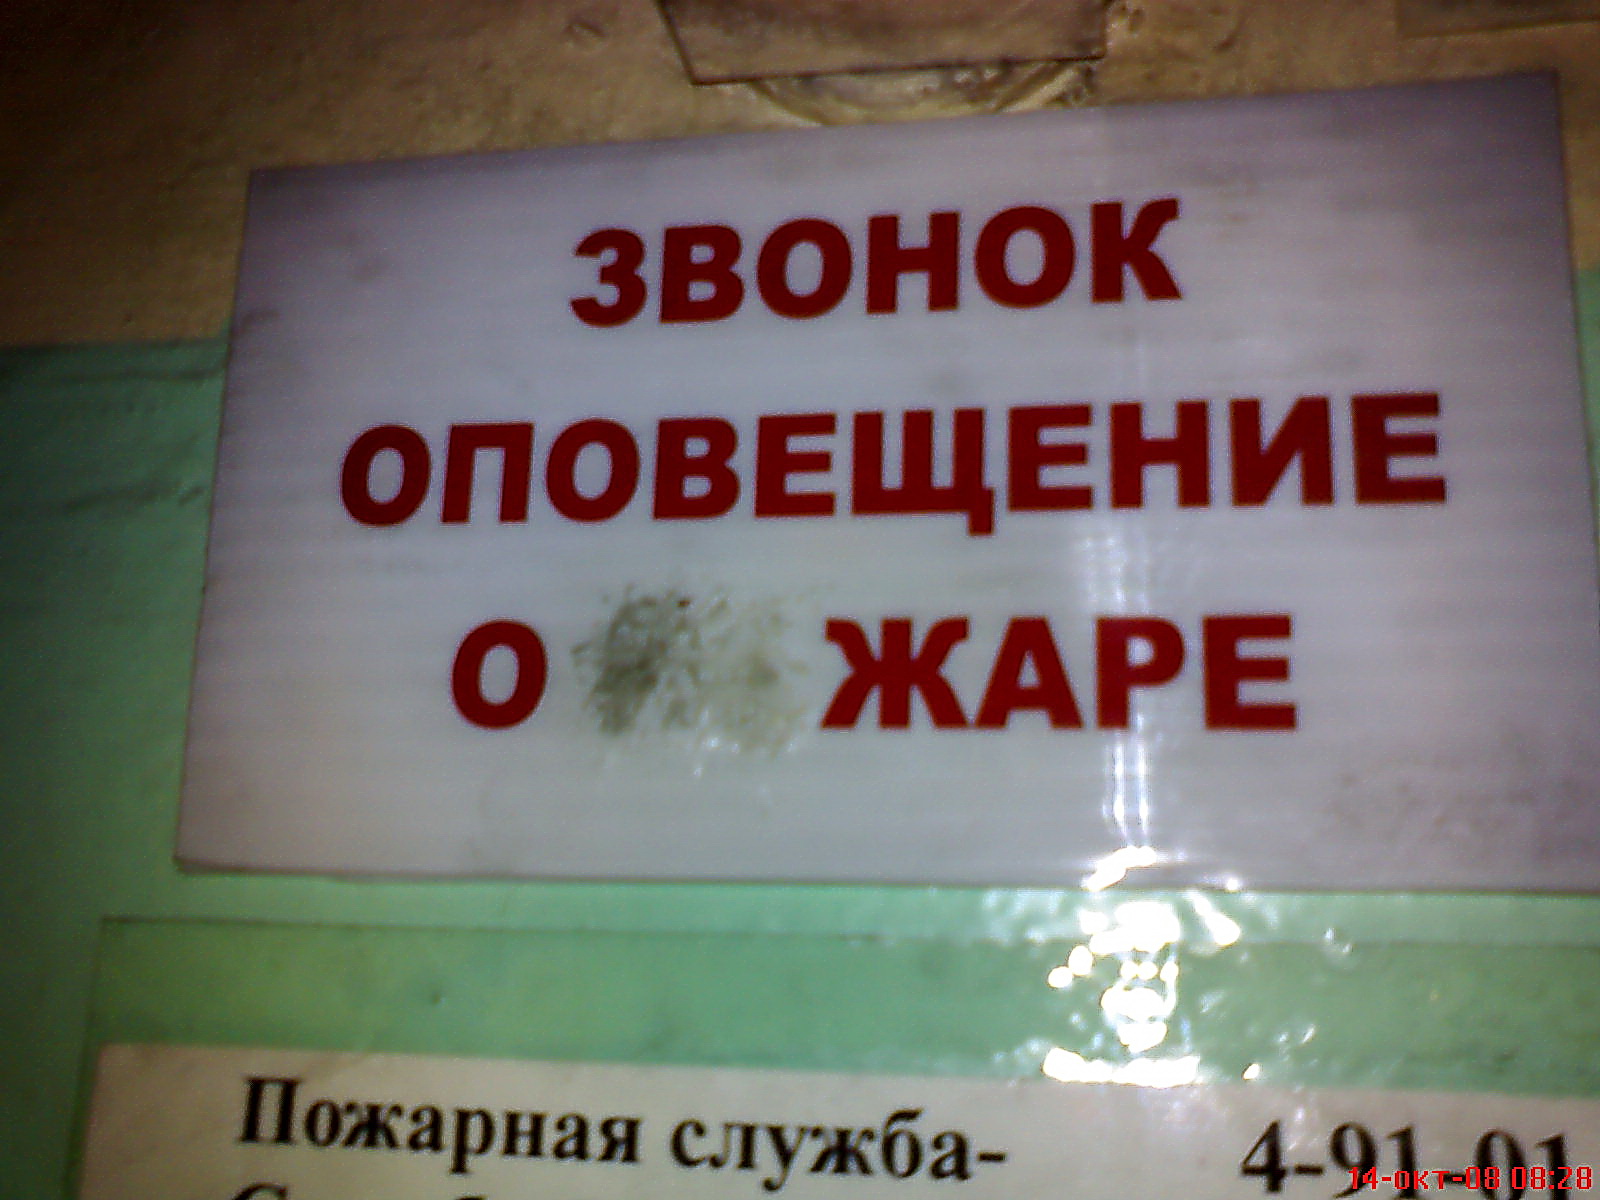 ЗВОНОК
ОПОВЕЩЕНИЕ
О ЖАРЕ
Пожарная служба- 4-91-01
14-окт-08 08:28